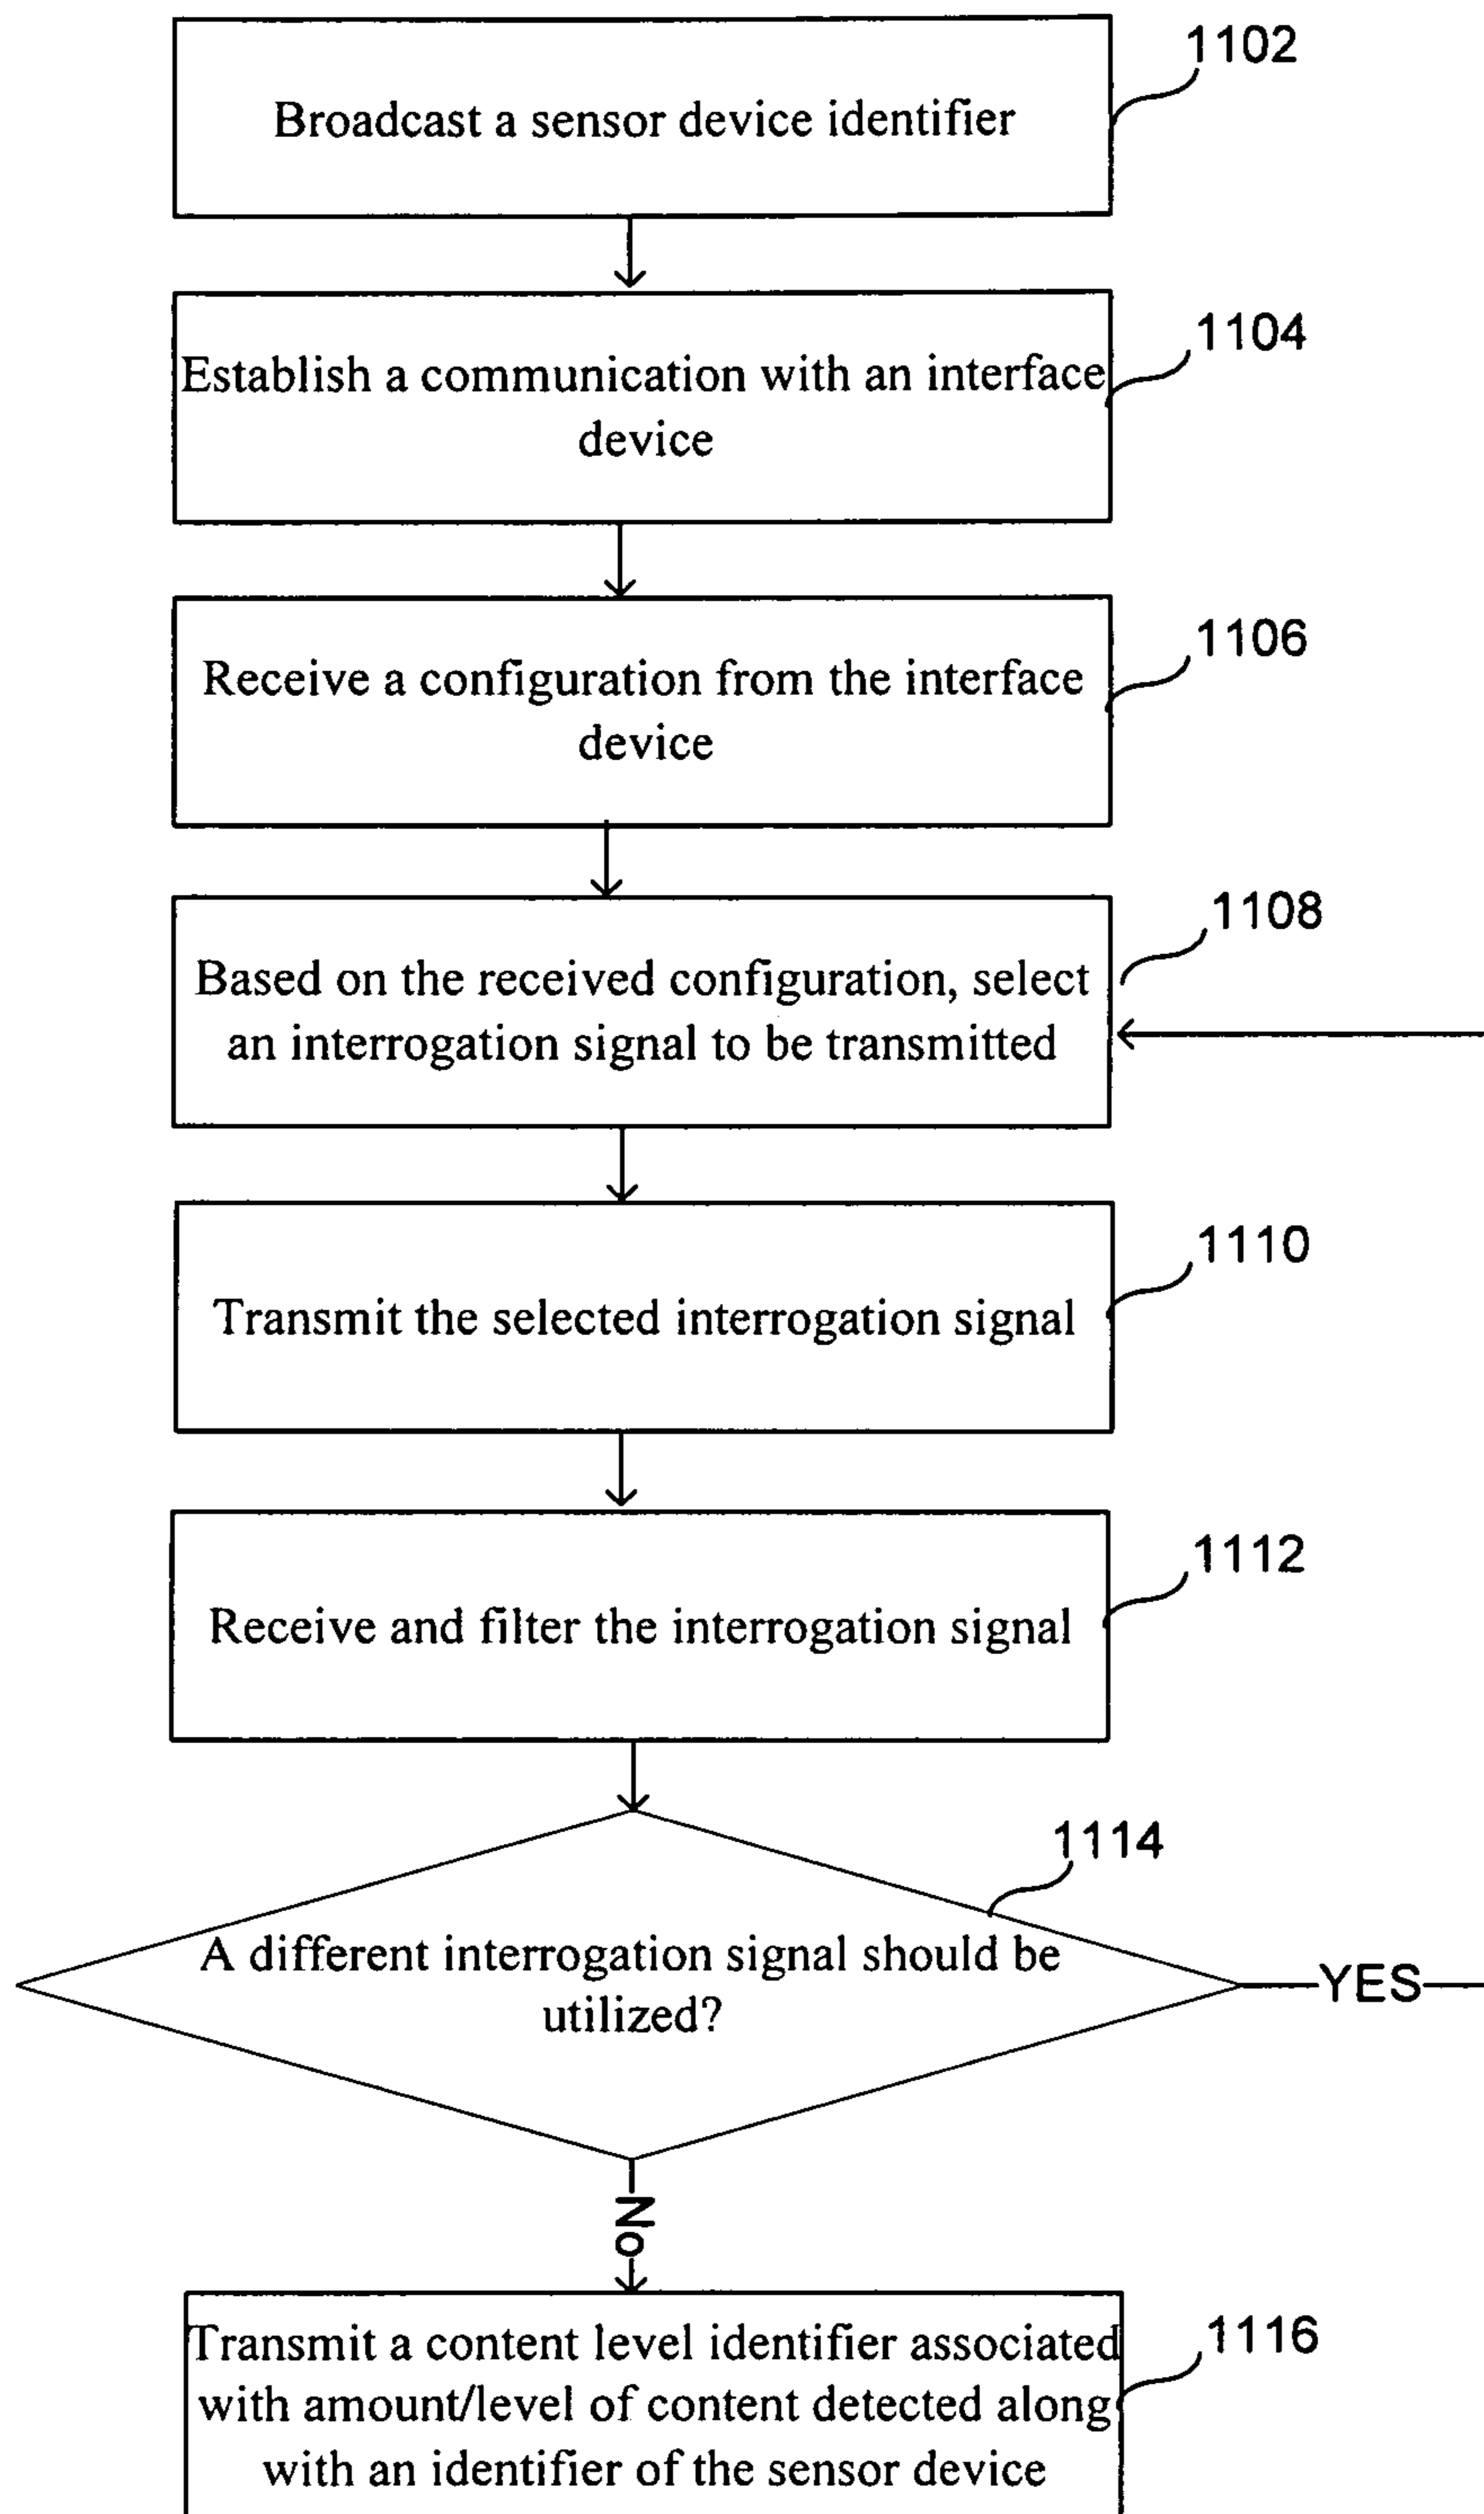 1102
Broadcast a sensor device identifier
1104
Establish a communication with an interface
device
1106
Receive a configuration from the interface
device
1108
Based on the received configuration, select
an interrogation signal to be transmitted
1110
Transmit the selected interrogation signal
1112
Receive and filter the interrogation signal
1114
A different interrogation signal should be
utilized?
YES
No
1116
Transmit a content level identifier associated
with amount/level of content detected along
with an identifier of the sensor device